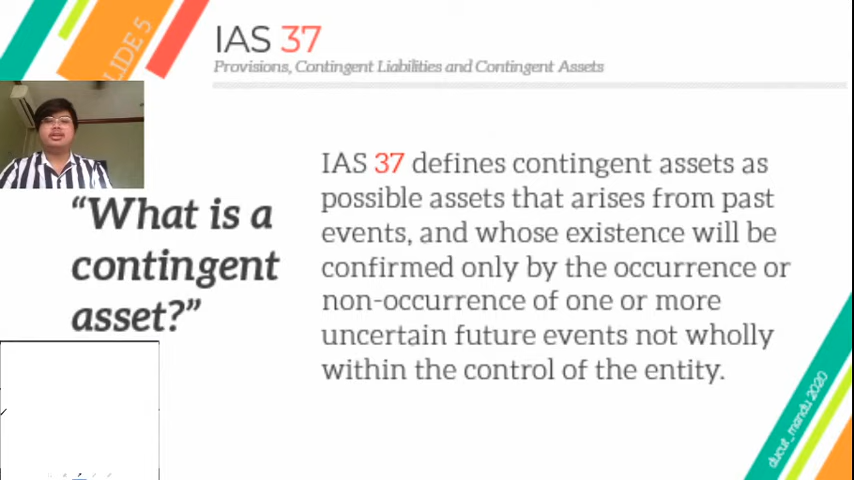 SLIDE 5
IAS 37
Provisions, Contingent Liabilities and Contingent Assets
“What is a
contingent
asset?”
IAS 37 defines contingent assets as
possible assets that arises from past
events, and whose existence will be
confirmed only by the occurrence or
non-occurrence of one or more
uncertain future events not wholly
within the control of the entity.
ducut_mandu 2020